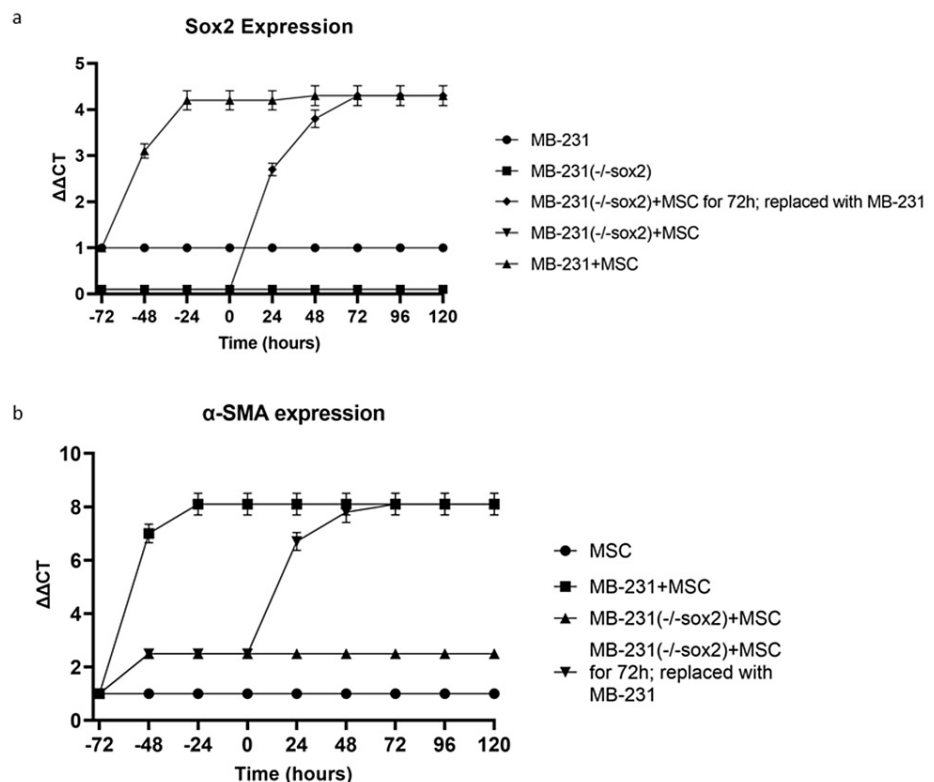 a
Sox2 Expression
5
4
3
2
1
0
ΔΔCT
-72 -48 -24 0 24 48 72 96 120
Time (hours)
MB-231
MB-231(-/-sox2)
MB-231(-/-sox2)+MSC for 72h; replaced with MB-231
MB-231(-/-sox2)+MSC
MB-231+MSC
b
α-SMA expression
10
8
6
4
2
0
ΔΔCT
-72 -48 -24 0 24 48 72 96 120
Time (hours)
MSC
MB-231+MSC
MB-231(-/-sox2)+MSC
MB-231(-/-sox2)+MSC
for 72h; replaced with
MB-231